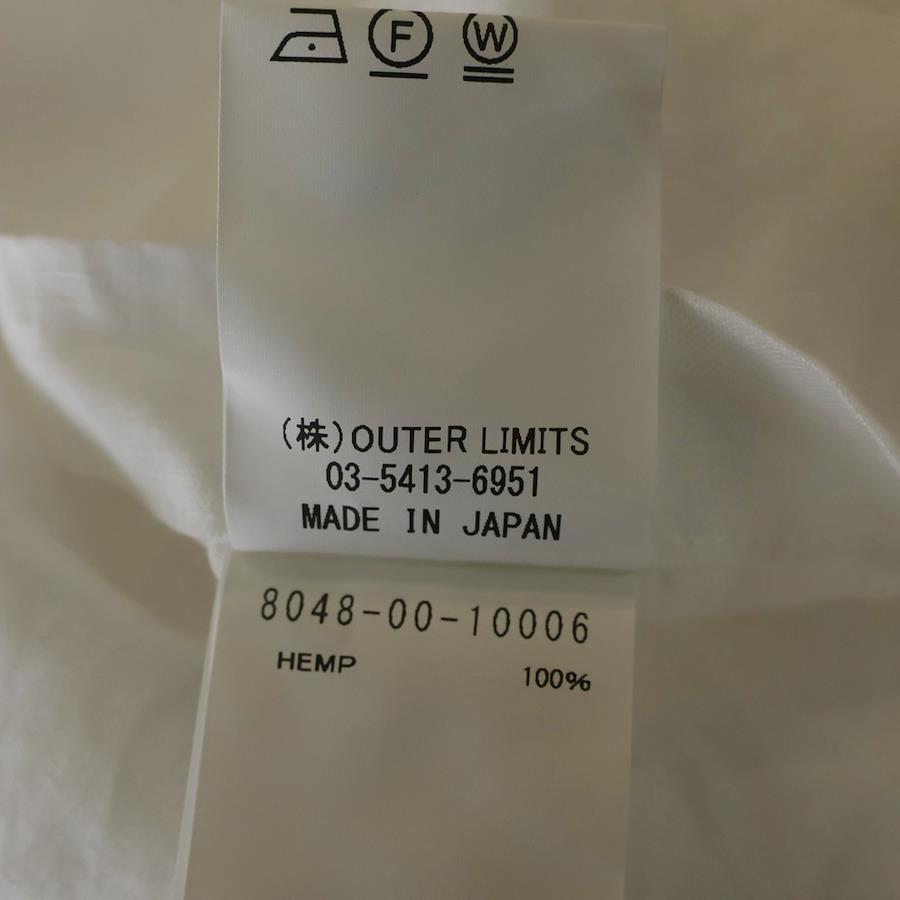 F W
(株)OUTER LIMITS
03-5413-6951
MADE IN JAPAN
8048-00-10006
HEMP 100%